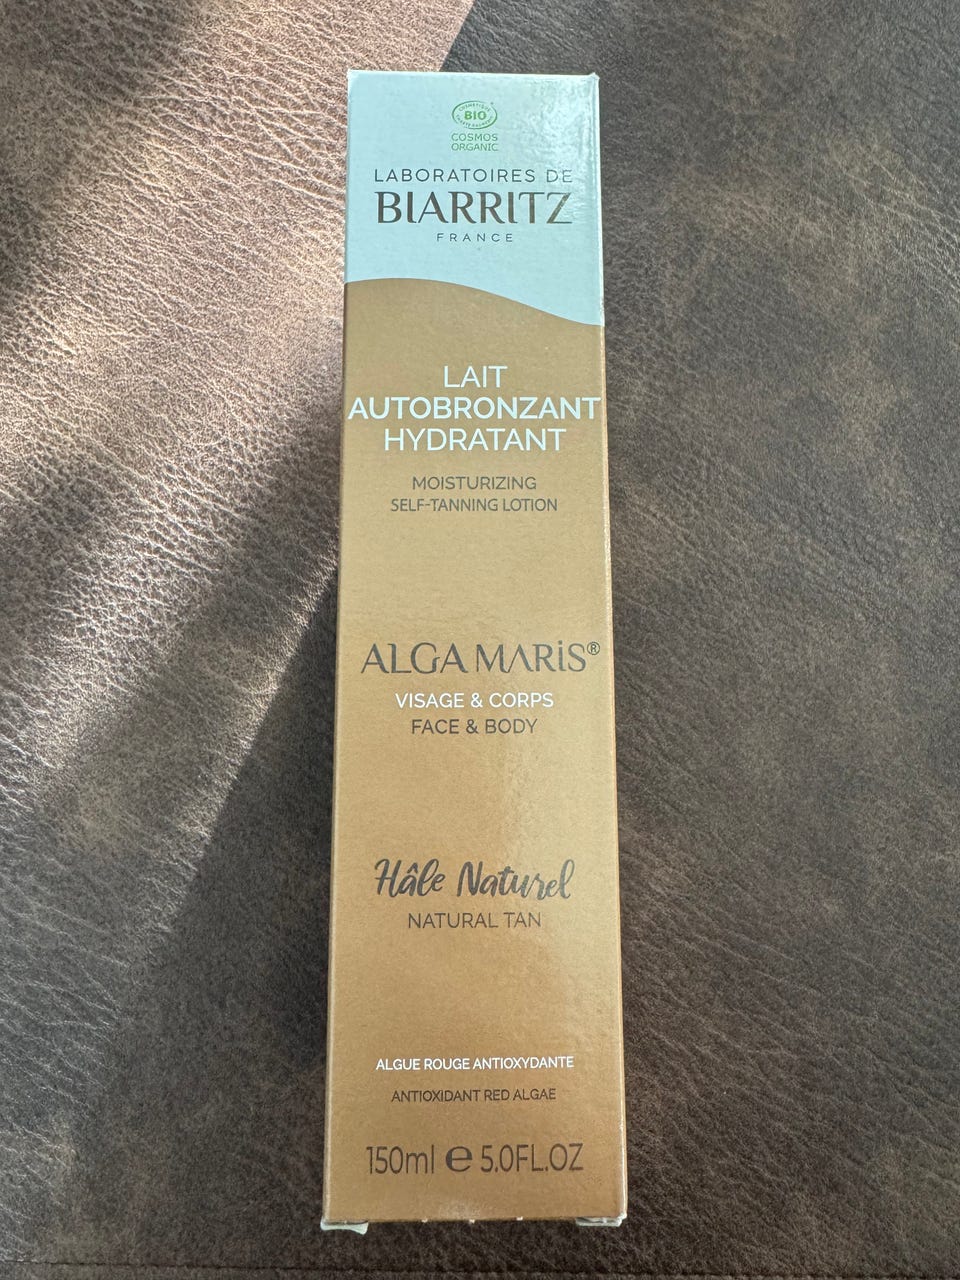 BIO
COSMOS
ORGANIC
LABORATOIRES DE
BIARRITZ
FRANCE
LAIT
AUTOBRONZANT
HYDRATANT
MOISTURIZING
SELF-TANNING LOTION
ALGA MARiS®
VISAGE & CORPS
FACE & BODY
Hâle Naturel
NATURAL TAN
ALGUE ROUGE ANTIOXYDANTE
ANTIOXIDANT RED ALGAE
150ml e 5.0FL.OZ